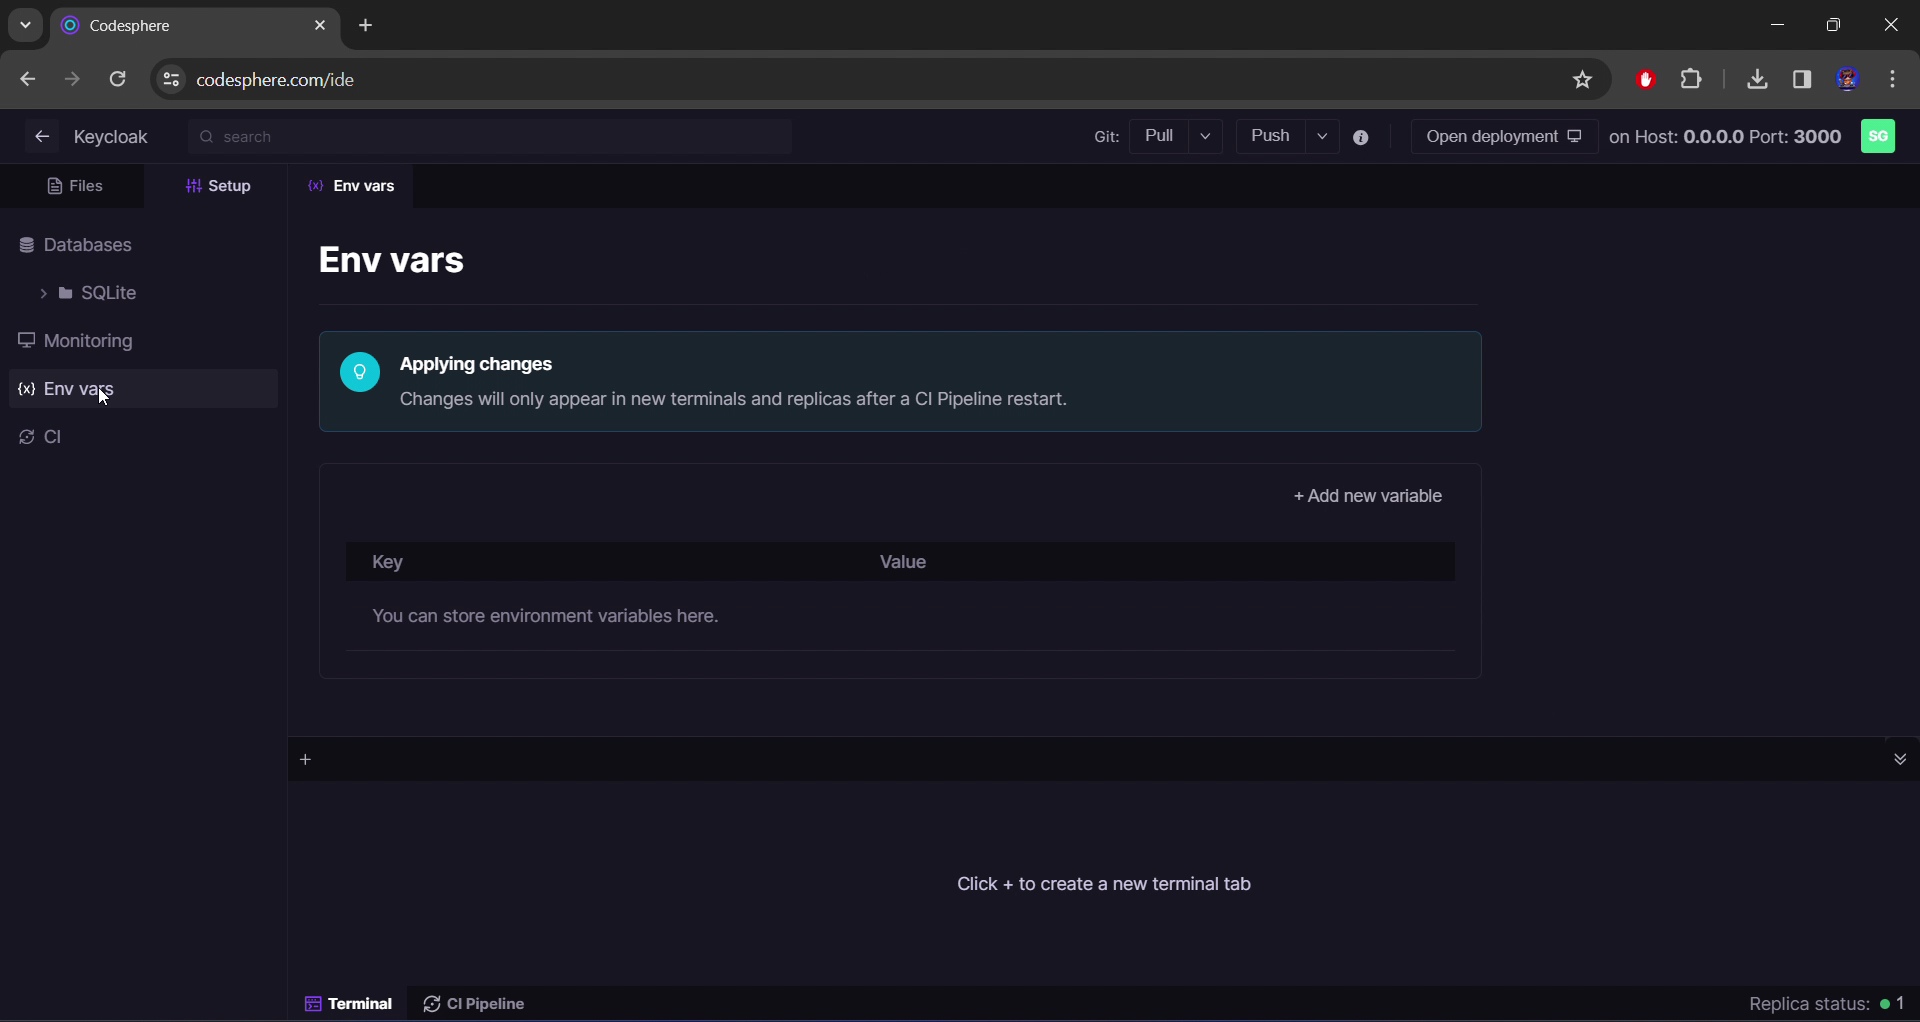 Codesphere
codesphere.com/ide
Keycloak
search
Git:
Pull
Push
Open deployment
on Host: 0.0.0.0 Port: 3000
SG
Files
Setup
{x} Env vars
Databases
SQLite
Monitoring
{x} Env vars
CI
Env vars
Applying changes
Changes will only appear in new terminals and replicas after a CI Pipeline restart.
+ Add new variable
Key Value
You can store environment variables here.
+
Click + to create a new terminal tab
Terminal
CI Pipeline
Replica status: 1